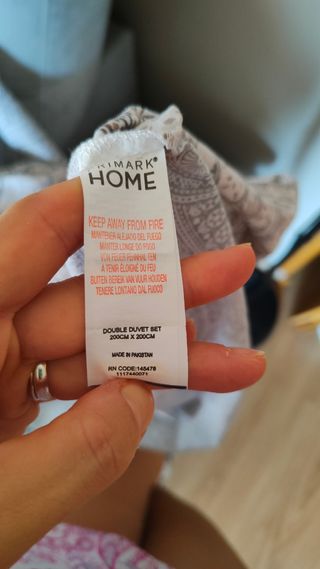 PRIMARK®
HOME
KEEP AWAY FROM FIRE
MANTENER ALEJADO DEL FUEGO
MANTER LONGE DO FOGO
VON FEUER FERNHALTEN
À TENIR ÉLOIGNÉ DU FEU
BUITEN BEREIK VAN VUUR HOUDEN
TENERE LONTANO DAL FUOCO
DOUBLE DUVET SET
200CM X 200CM
MADE IN PAKISTAN
RN CODE:145478
1117440071